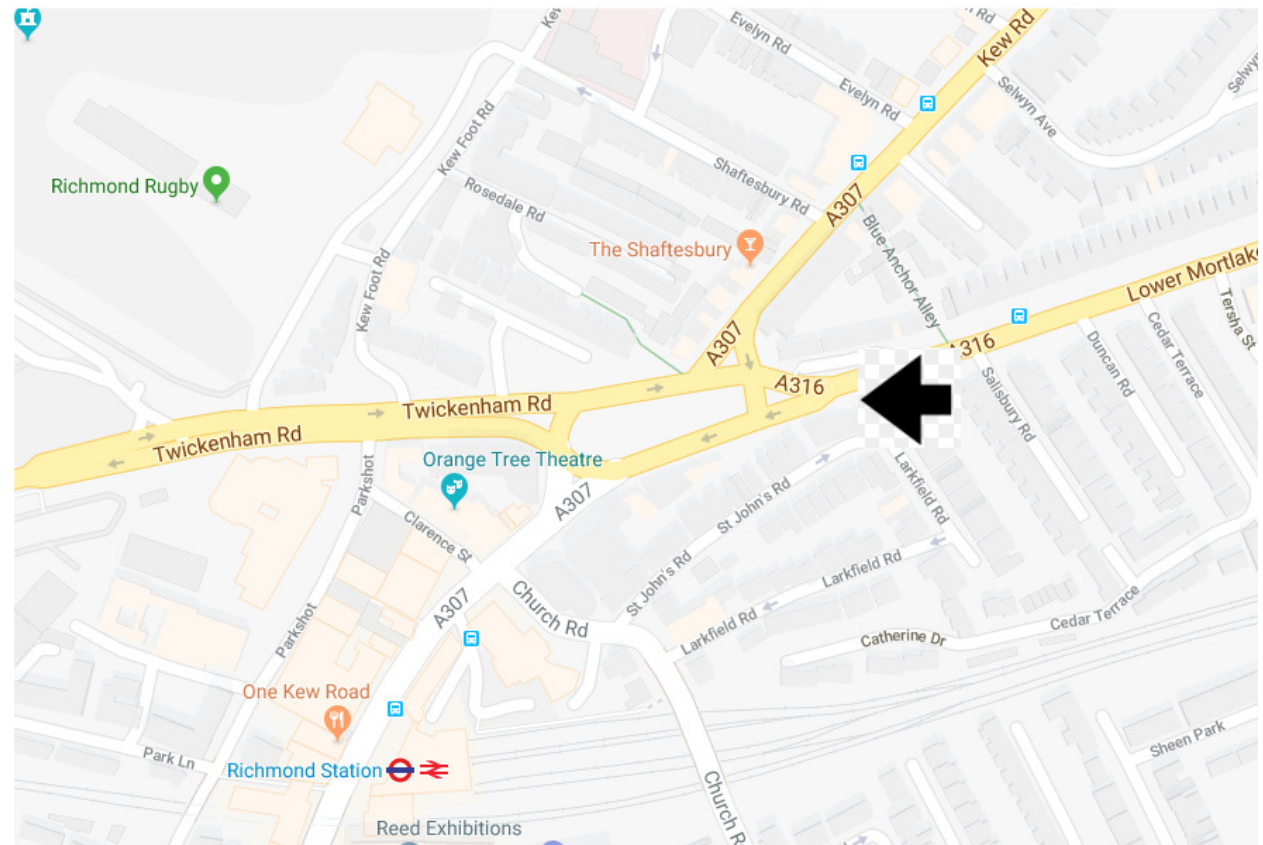 Evelyn Rd
Kew Rd
Selwyn Ave
Evelyn Rd
Kew Foot Rd
Shaftesbury Rd
Richmond Rugby
Rosedale Rd
A307
The Shaftesbury
Blue Anchor Alley
Kew Foot Rd
Lower Mortlake
Tersha St
Cedar Terrace
Duncan Rd
A307
316
A316
Salisbury Rd
Twickenham Rd
Twickenham Rd
Orange Tree Theatre
Larkfield Rd
Parkshot
A307
St John's Rd
Clarence St
Larkfield Rd
St John's Rd
Church Rd
A307
Larkfield Rd
Catherine Dr
Cedar Terrace
Parkshot
One Kew Road
Park Ln
Richmond Station
Sheen Park
Church R
Reed Exhibitions